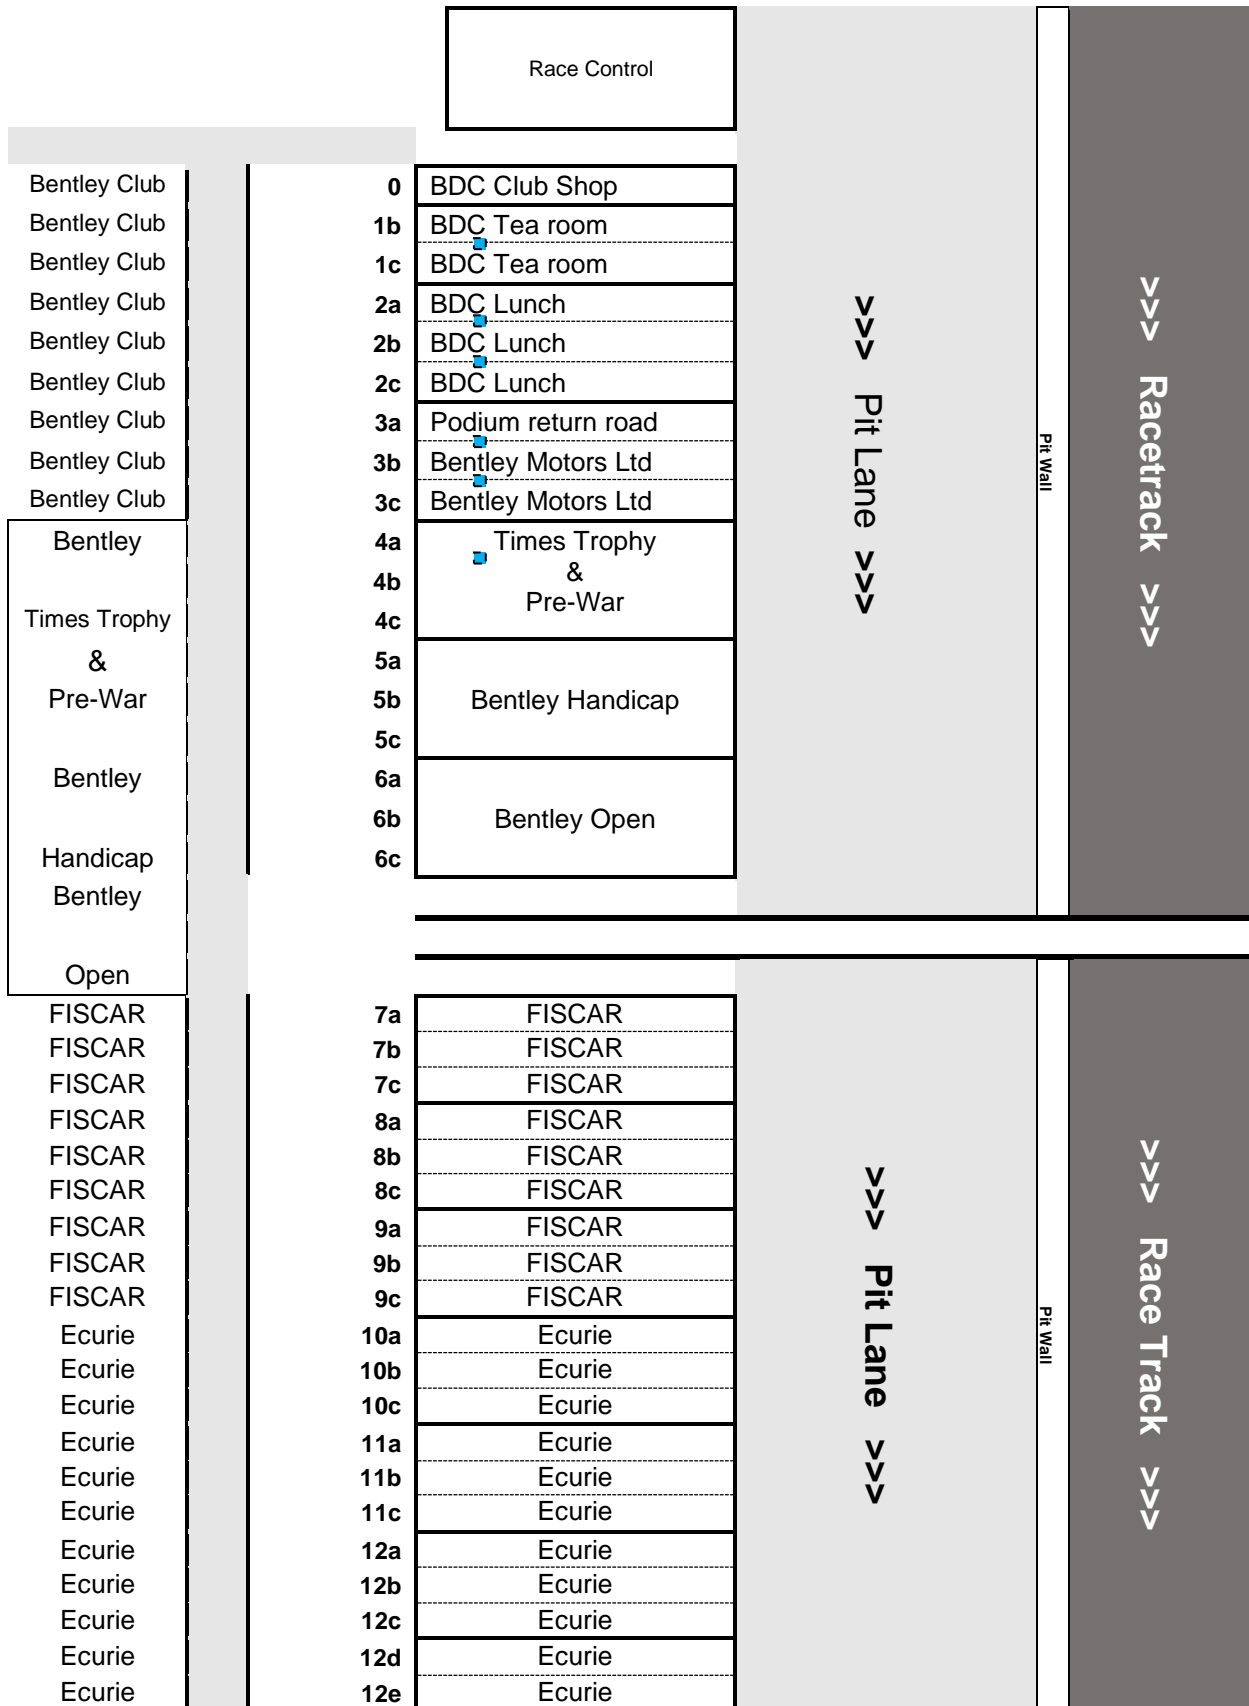 Race Control
Bentley Club 0 BDC Club Shop
Bentley Club 1b BDC Tea room
Bentley Club 1c BDC Tea room
Bentley Club 2a BDC Lunch
Bentley Club 2b BDC Lunch
Bentley Club 2c BDC Lunch
Bentley Club 3a Podium return road
Bentley Club 3b Bentley Motors Ltd
Bentley Club 3c Bentley Motors Ltd
Bentley 4a Times Trophy
4b &
Pre-War
Times Trophy 4c
& 5a
Pre-War 5b Bentley Handicap
5c
Bentley 6a
6b Bentley Open
Handicap 6c
Bentley
Open
>>> Pit Lane >>>
Pit Wall
>>> Racetrack >>>
FISCAR 7a FISCAR
FISCAR 7b FISCAR
FISCAR 7c FISCAR
FISCAR 8a FISCAR
FISCAR 8b FISCAR
FISCAR 8c FISCAR
FISCAR 9a FISCAR
FISCAR 9b FISCAR
FISCAR 9c FISCAR
Ecurie 10a Ecurie
Ecurie 10b Ecurie
Ecurie 10c Ecurie
Ecurie 11a Ecurie
Ecurie 11b Ecurie
Ecurie 11c Ecurie
Ecurie 12a Ecurie
Ecurie 12b Ecurie
Ecurie 12c Ecurie
Ecurie 12d Ecurie
Ecurie 12e Ecurie
>>> Pit Lane >>>
Pit Wall
>>> Race Track >>>